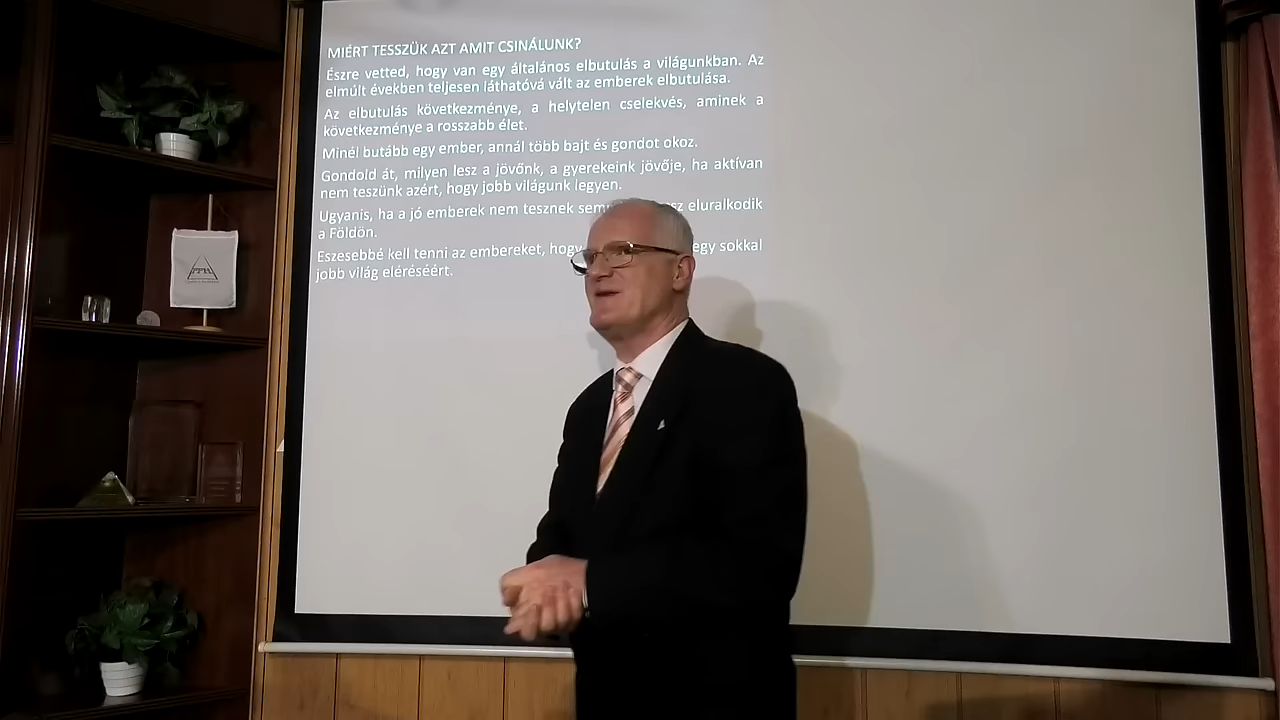 MIÉRT TESSZÜK AZT AMIT CSINÁLUNK?
Észre vetted, hogy van egy általános elbutulás a világunkban. Az
elmúlt években teljesen láthatóvá vált az emberek elbutulása.
Az elbutulás következménye, a helytelen cselekvés, aminek a
következménye a rosszabb élet.
Minél butább egy ember, annál több bajt és gondot okoz.
Gondold át, milyen lesz a jövőnk, a gyerekeink jövője, ha aktívan
nem teszünk azért, hogy jobb világunk legyen.
Ugyanis, ha a jó emberek nem tesznek eluralkodik
a Földön.
Eszesebbé kell tenni az embereket, hogy egy sokkal
jobb világ eléréséért.